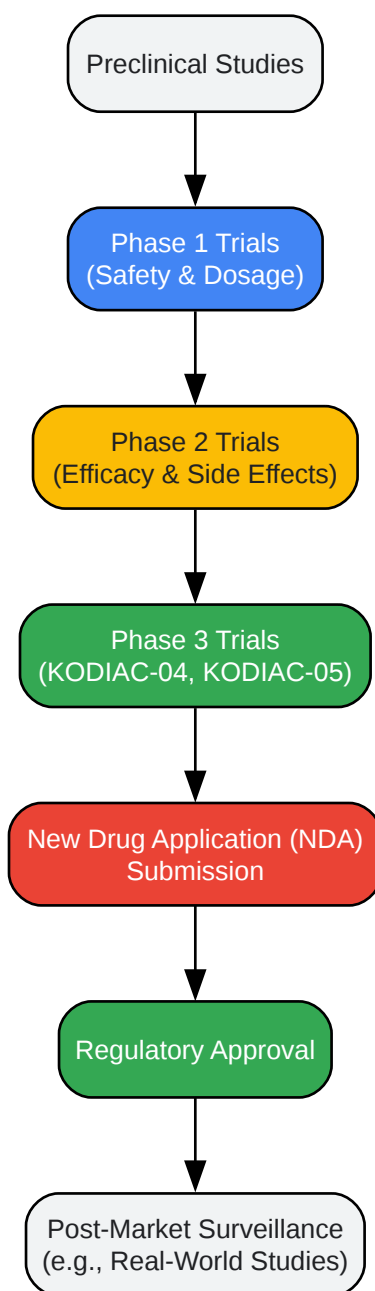 Preclinical Studies
Phase 1 Trials
(Safety & Dosage)
Phase 2 Trials
(Efficacy & Side Effects)
Phase 3 Trials
(KODIAC-04, KODIAC-05)
New Drug Application (NDA)
Submission
Regulatory Approval
Post-Market Surveillance
(e.g., Real-World Studies)